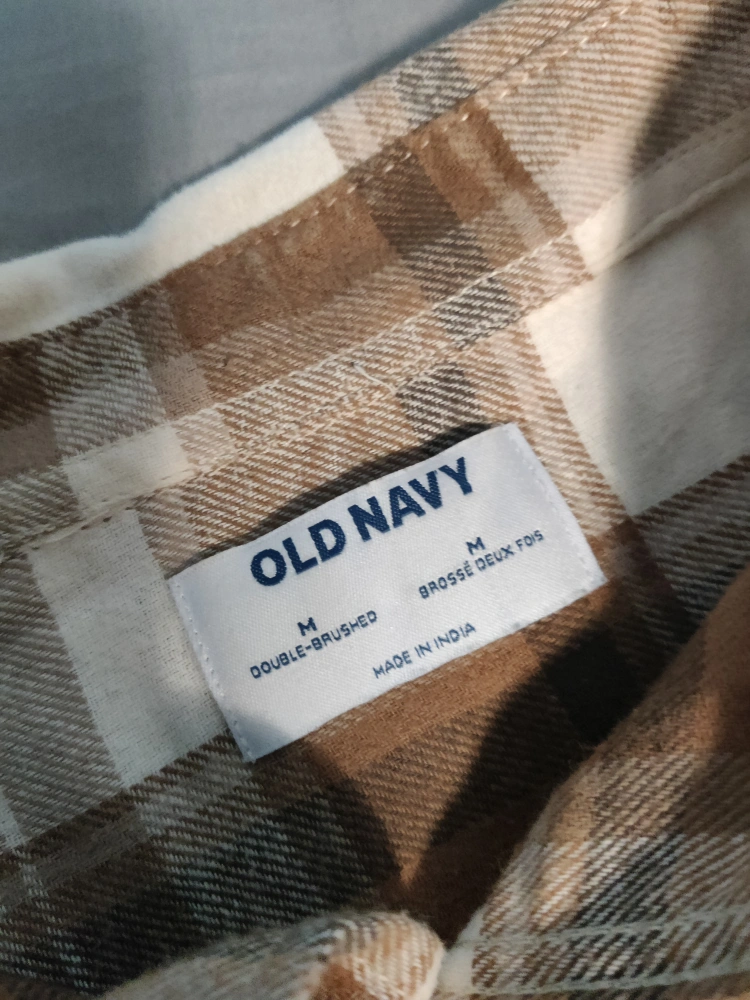 OLD NAVY
M
DOUBLE-BRUSHED
M
BROSSÉ DEUX FOIS
MADE IN INDIA